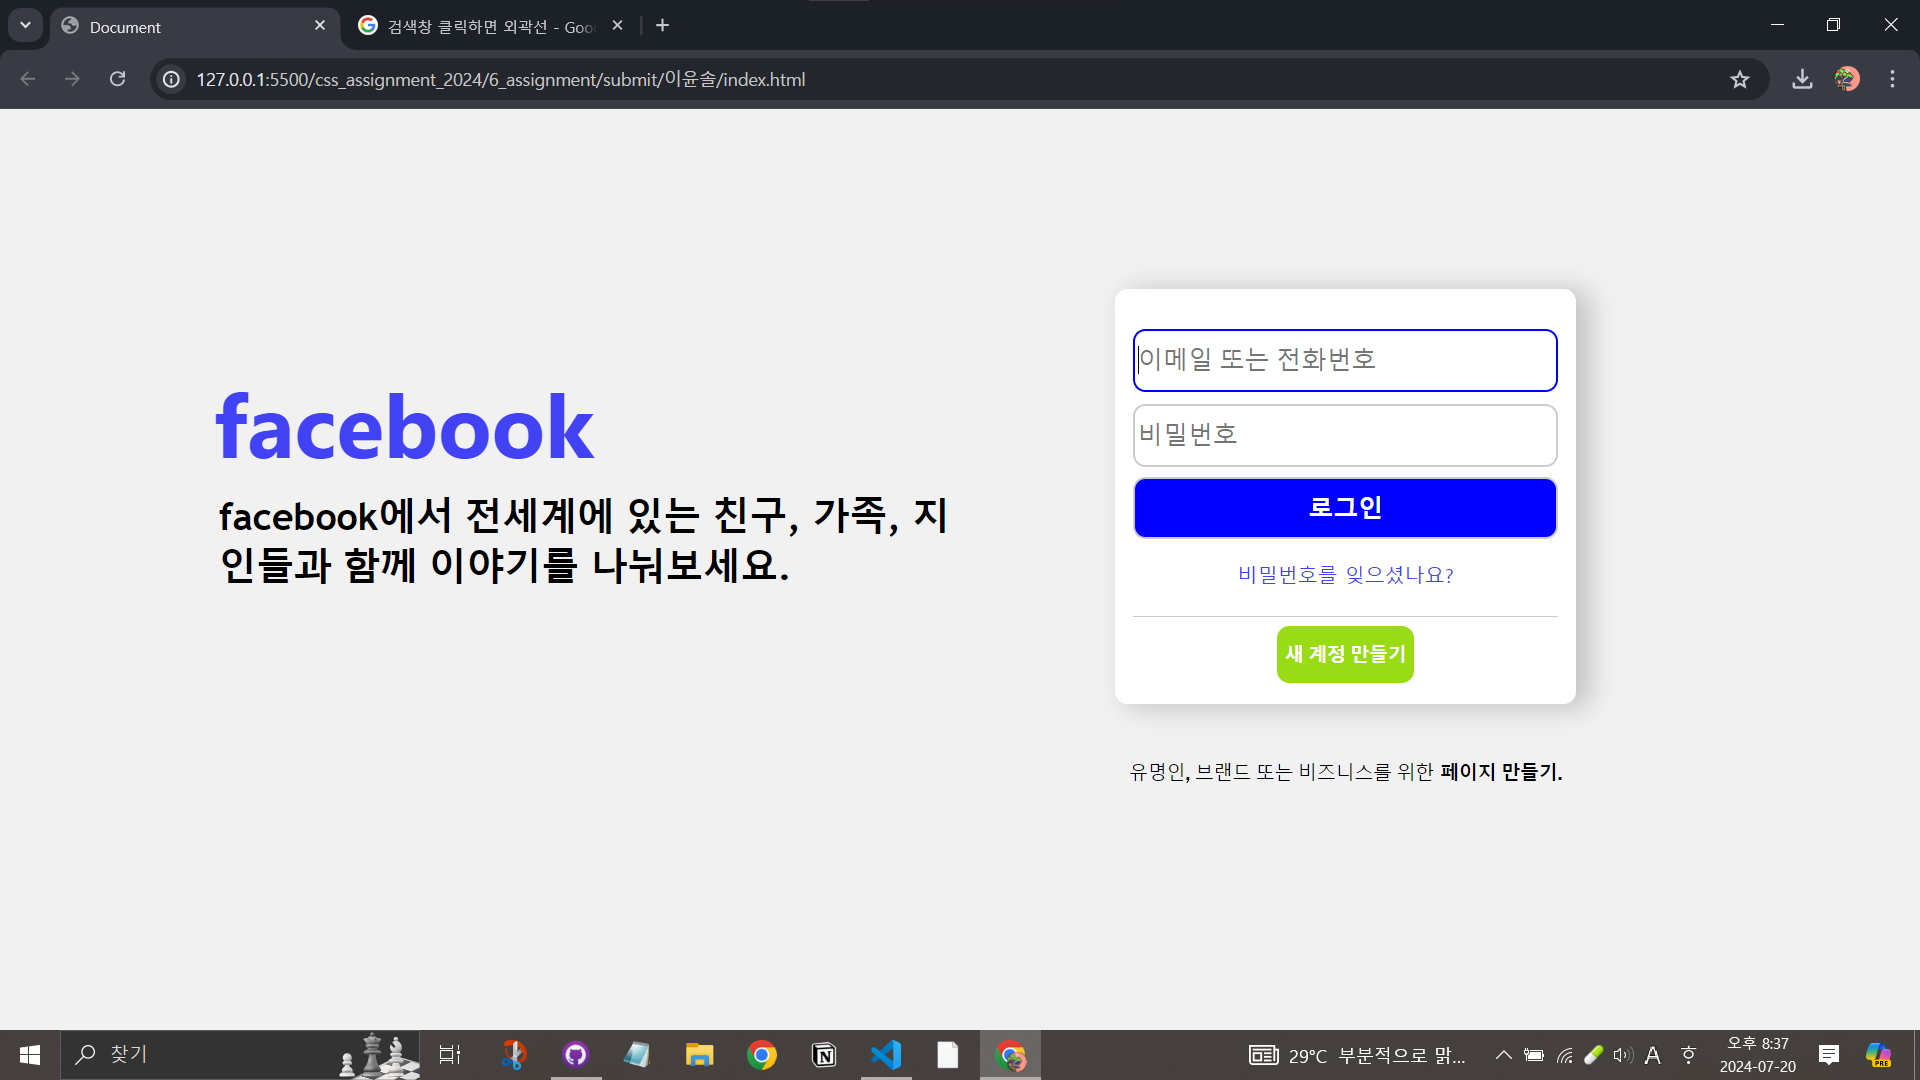 Document
검색창 클릭하면 외곽선 - Goo
127.0.0.1:5500/css_assignment_2024/6_assignment/submit/이윤솔/index.html
facebook
facebook에서 전세계에 있는 친구, 가족, 지
인들과 함께 이야기를 나눠보세요.
이메일 또는 전화번호
비밀번호
로그인
비밀번호를 잊으셨나요?
새 계정 만들기
유명인, 브랜드 또는 비즈니스를 위한 페이지 만들기.
찾기
29°C 부분적으로 맑...
A
오후 8:37
2024-07-20
PRE